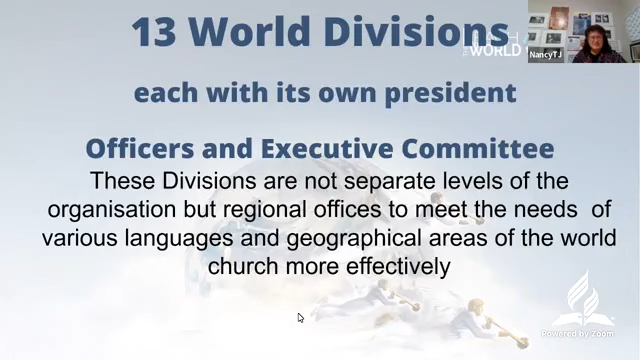 13 World Divisions
WORLD
NancyTJ
each with its own president
Officers and Executive Committee
These Divisions are not separate levels of the
organisation but regional offices to meet the needs of
various languages and geographical areas of the world
church more effectively
Powered by Zoom